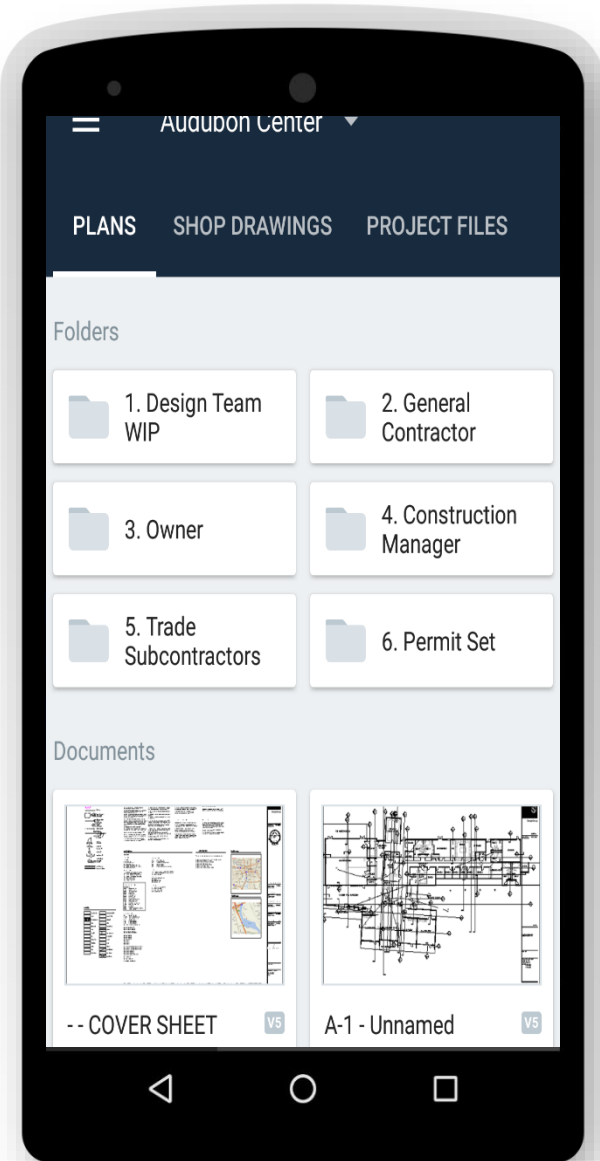 Audubon Center
PLANS SHOP DRAWINGS PROJECT FILES
Folders
1. Design Team
WIP
2. General
Contractor
3. Owner
4. Construction
Manager
5. Trade
Subcontractors
6. Permit Set
Documents
- - COVER SHEET V5
A-1 - Unnamed V5